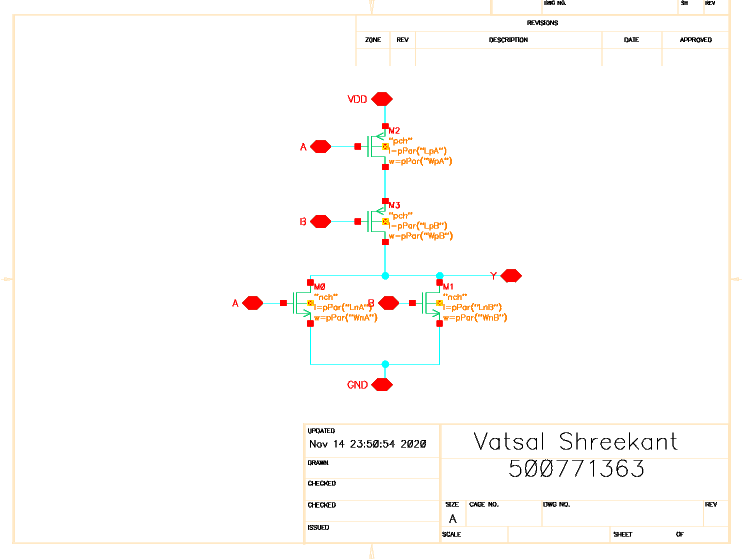 DWG NO.
SH
REV
REVISIONS
ZONE
REV
DESCRIPTION
DATE
APPROVED
VDD
M2
"pch"
l=pPar("LpA")
w=pPar("WpA")
A
M3
"pch"
l=pPar("LpB")
w=pPar("WpB")
B
Y
M0
"nch"
l=pPar("LnA")
w=pPar("WnA")
A
M1
"nch"
l=pPar("LnB")
w=pPar("WnB")
B
GND
UPDATED
Nov 14 23:50:54 2020
DRAWN
CHECKED
CHECKED
ISSUED
Vatsal Shreekant
500771363
SIZE
A
CAGE NO.
DWG NO.
REV
SCALE
SHEET
OF